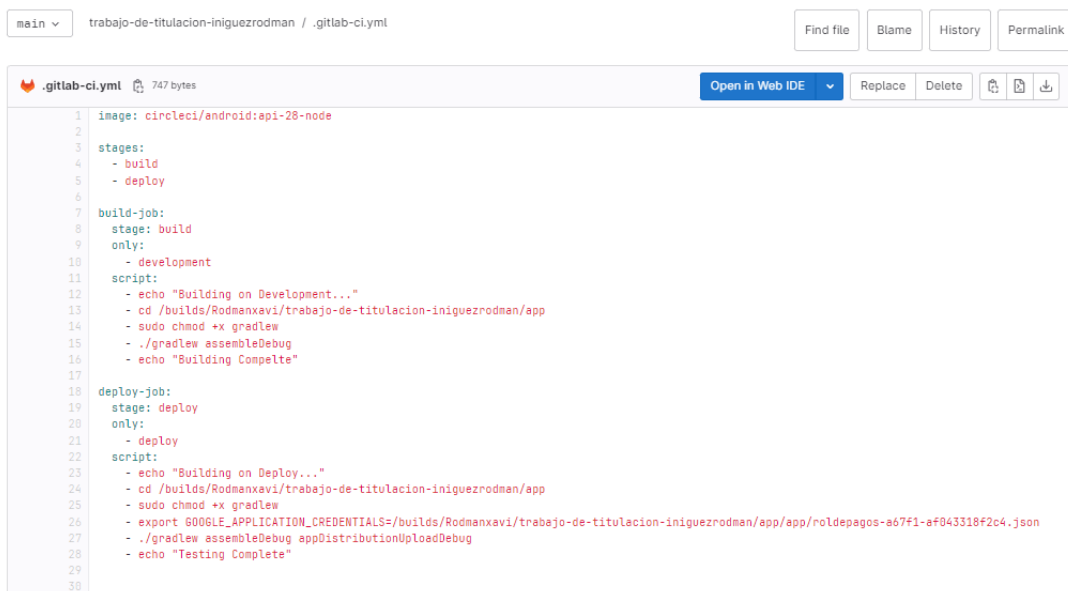 main
trabajo-de-titulacion-iniguezrodman / .gitlab-ci.yml
Find file
Blame
History
Permalink
.gitlab-ci.yml 747 bytes
Open in Web IDE
Replace
Delete
1 image: circleci/android:api-28-node
2
3 stages:
4   - build
5   - deploy
6
7 build-job:
8   stage: build
9   only:
10     - development
11   script:
12     - echo "Building on Development..."
13     - cd /builds/Rodmanxavi/trabajo-de-titulacion-iniguezrodman/app
14     - sudo chmod +x gradlew
15     - ./gradlew assembleDebug
16     - echo "Building Compelte"
17
18 deploy-job:
19   stage: deploy
20   only:
21     - deploy
22   script:
23     - echo "Building on Deploy..."
24     - cd /builds/Rodmanxavi/trabajo-de-titulacion-iniguezrodman/app
25     - sudo chmod +x gradlew
26     - export GOOGLE_APPLICATION_CREDENTIALS=/builds/Rodmanxavi/trabajo-de-titulacion-iniguezrodman/app/app/roldepagos-a67f1-af043318f2c4.json
27     - ./gradlew assembleDebug appDistributionUploadDebug
28     - echo "Testing Complete"
29
30